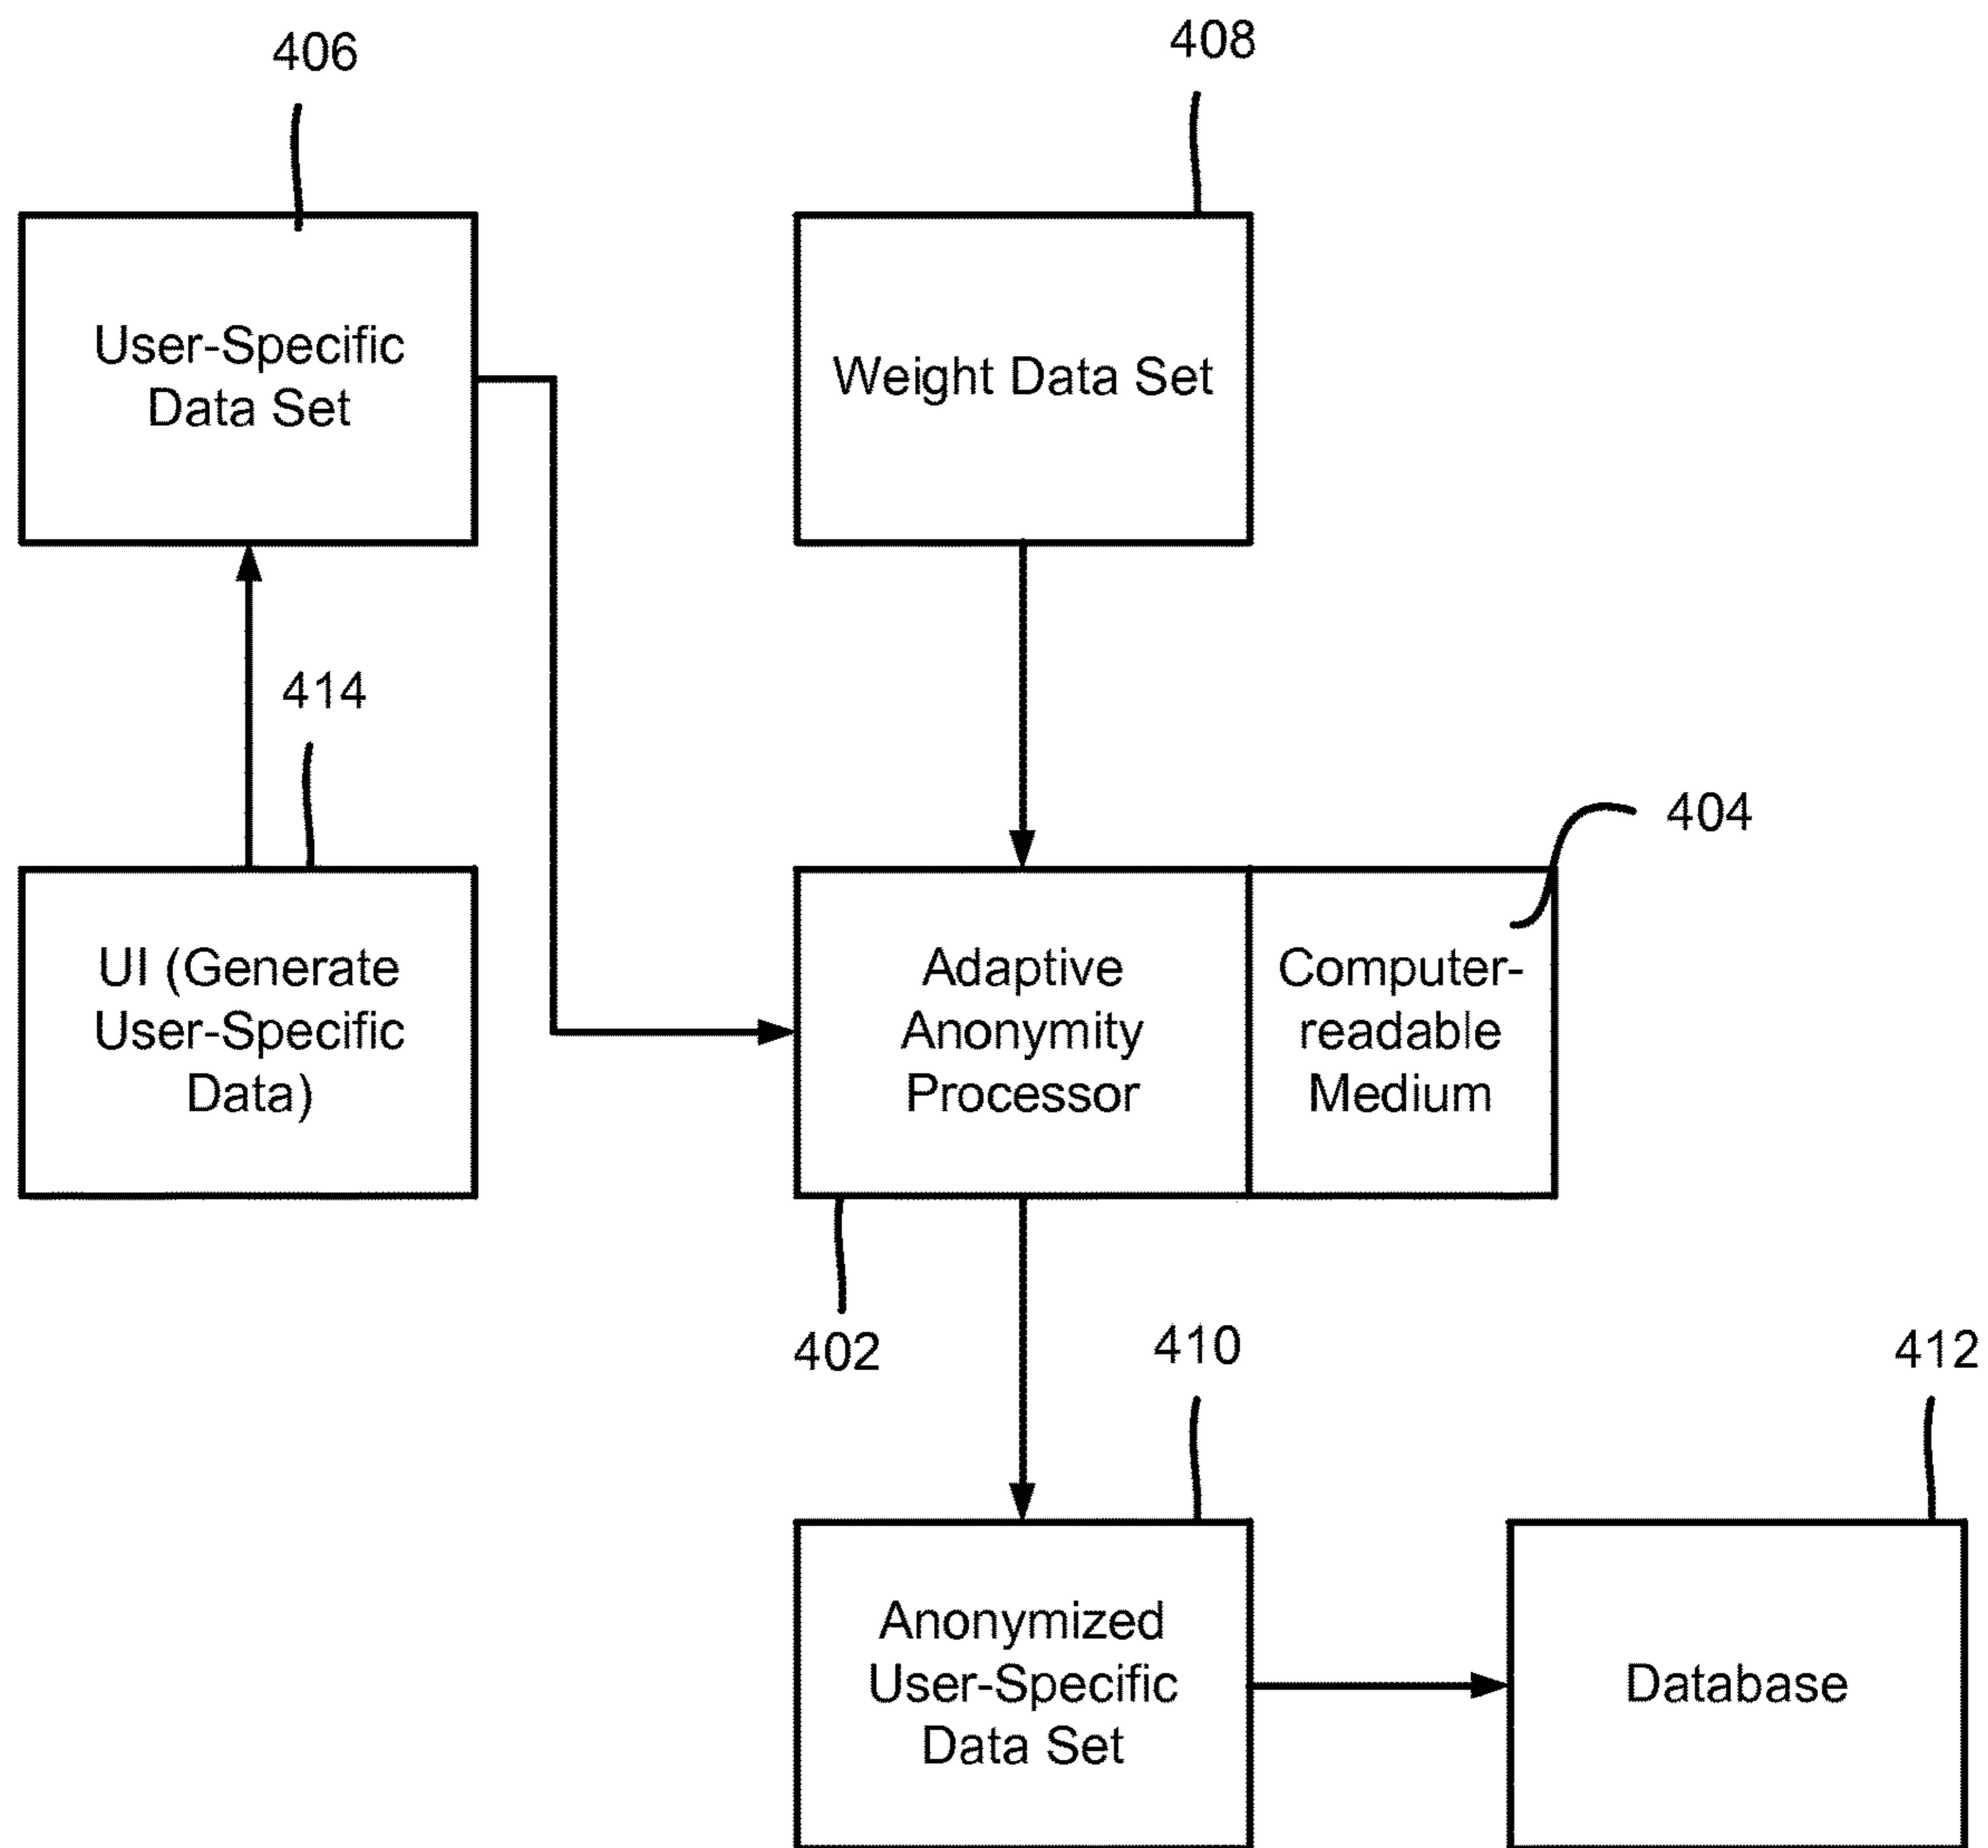 406
408
User-Specific
Data Set
Weight Data Set
414
404
UI (Generate
User-Specific
Data)
Adaptive
Anonymity
Processor
Computer-
readable
Medium
402
410
412
Anonymized
User-Specific
Data Set
Database